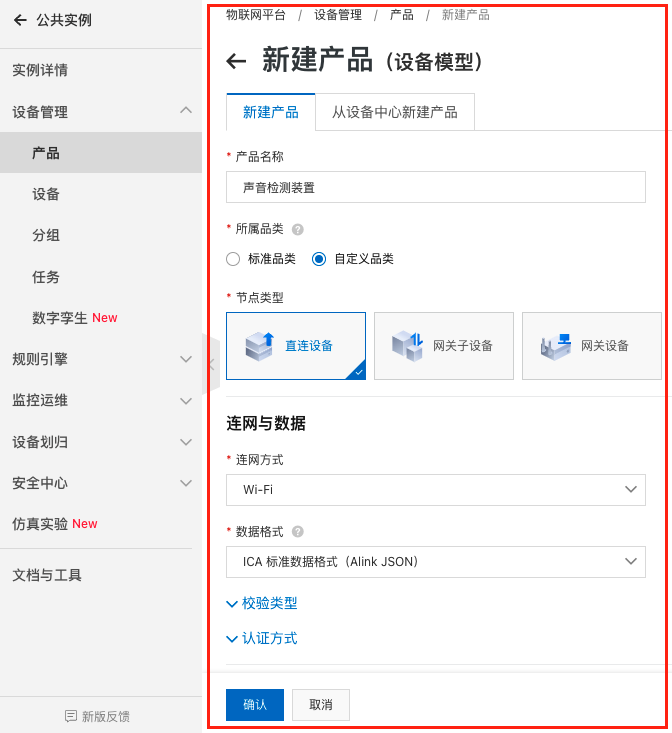 公共实例
实例详情
设备管理
产品
设备
分组
任务
数字孪生 New
规则引擎
监控运维
设备划归
安全中心
仿真实验 New
文档与工具
新版反馈
物联网平台 / 设备管理 / 产品 / 新建产品
新建产品（设备模型）
新建产品 从设备中心新建产品
* 产品名称
声音检测装置
* 所属品类 ?
标准品类 自定义品类
* 节点类型
直连设备 网关子设备 网关设备
连网与数据
* 连网方式
Wi-Fi
* 数据格式 ?
ICA 标准数据格式（Alink JSON）
校验类型
认证方式
确认 取消